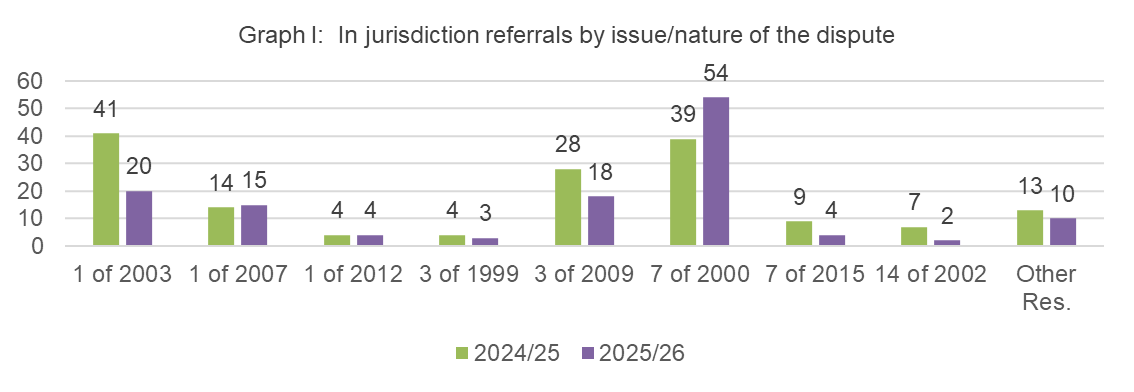 Graph I:  In jurisdiction referrals by issue/nature of the dispute
60
50
40
30
20
10
0
41
20
14
15
4
4
4
3
28
18
39
54
9
4
7
2
13
10
1 of 2003
1 of 2007
1 of 2012
3 of 1999
3 of 2009
7 of 2000
7 of 2015
14 of 2002
Other
Res.
2024/25
2025/26